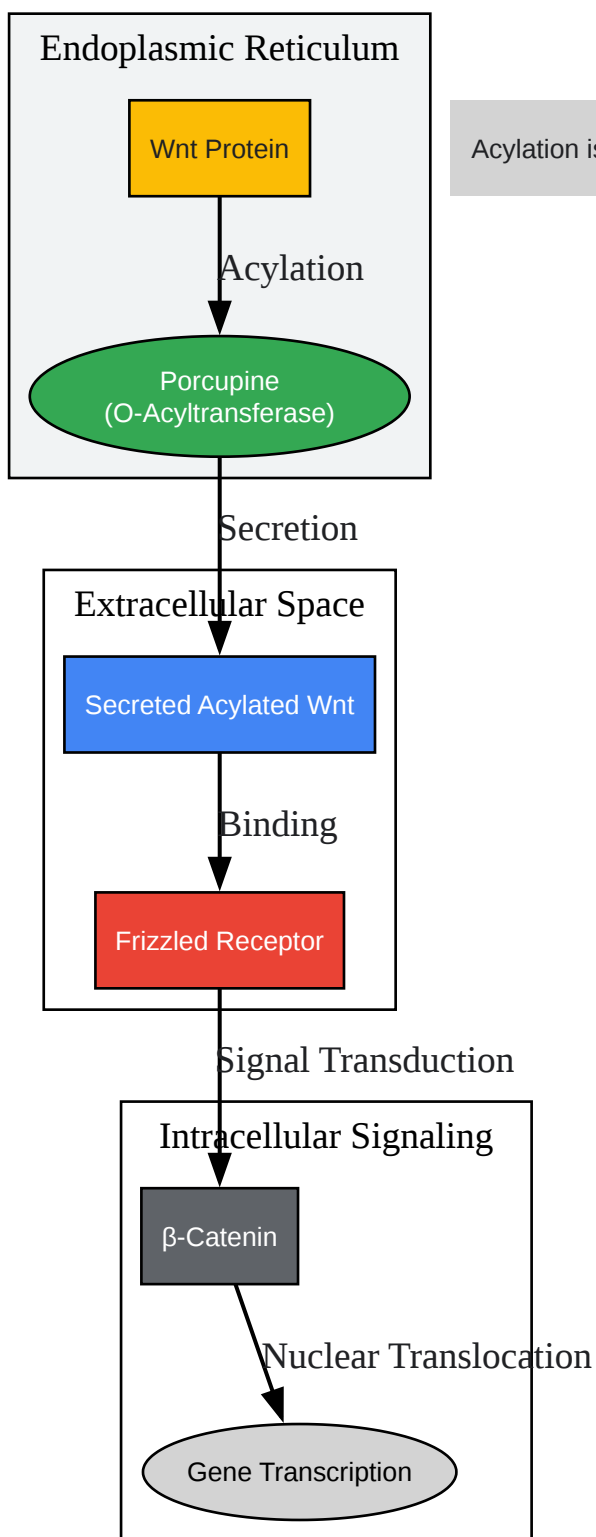 Endoplasmic Reticulum
Wnt Protein
Acylation is
Acylation
Porcupine
(O-Acyltransferase)
Secretion
Extracellular Space
Secreted Acylated Wnt
Binding
Frizzled Receptor
Signal Transduction
Intracellular Signaling
β-Catenin
Nuclear Translocation
Gene Transcription